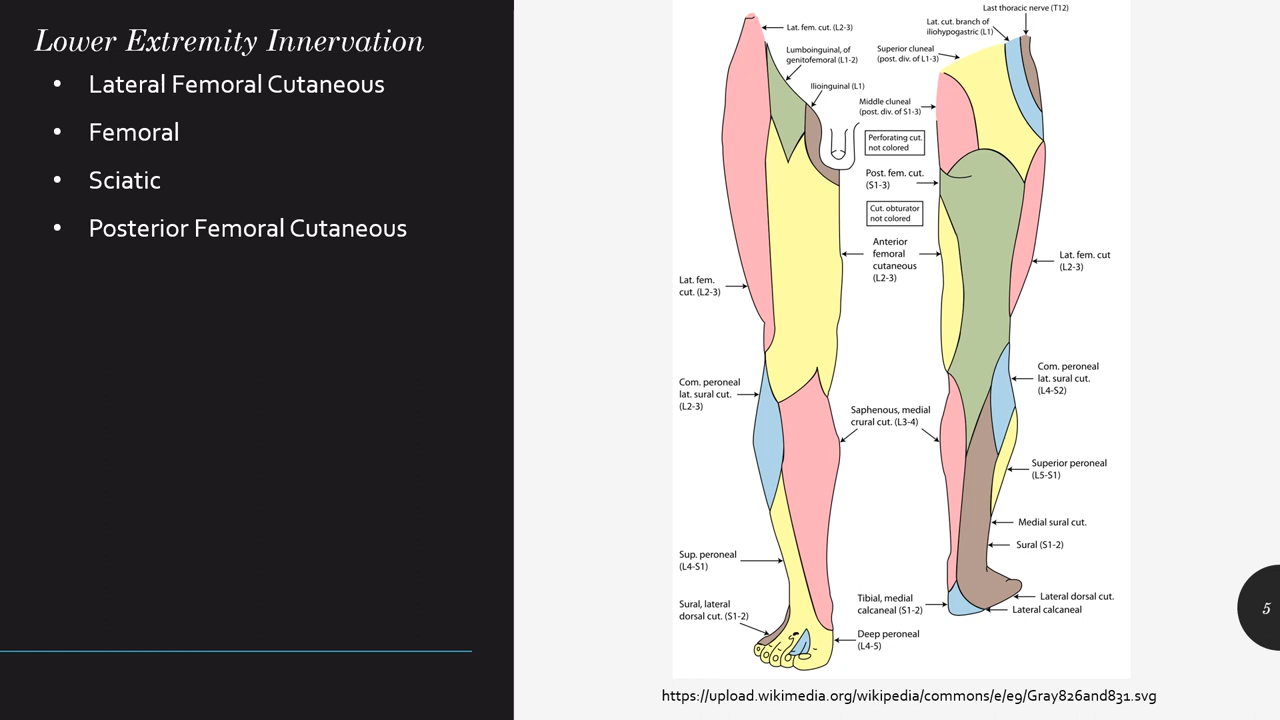 Lower Extremity Innervation
• Lateral Femoral Cutaneous
• Femoral
• Sciatic
• Posterior Femoral Cutaneous
Last thoracic nerve (T12)
Lat. fem. cut. (L2-3)
Lat. cut. branch of
iliohypogastric (L1)
Lumboinguinal, of
genitofemoral (L1-2)
Superior cluneal
(post. div. of L1-3)
Ilioinguinal (L1)
Middle cluneal
(post. div. of S1-3)
Perforating cut.
not colored
Post. fem. cut.
(S1-3)
Cut. obturator
not colored
Anterior
femoral
cutaneous
(L2-3)
Lat. fem. cut
(L2-3)
Lat. fem.
cut. (L2-3)
Com. peroneal
lat. sural cut.
(L2-3)
Com. peroneal
lat. sural cut.
(L4-S2)
Saphenous, medial
crural cut. (L3-4)
Superior peroneal
(L5-S1)
Medial sural cut.
Sural (S1-2)
Sup. peroneal
(L4-S1)
Sural, lateral
dorsal cut. (S1-2)
Tibial, medial
calcaneal (S1-2)
Lateral dorsal cut.
Lateral calcaneal
Deep peroneal
(L4-5)
5
https://upload.wikimedia.org/wikipedia/commons/e/e9/Gray826and831.svg